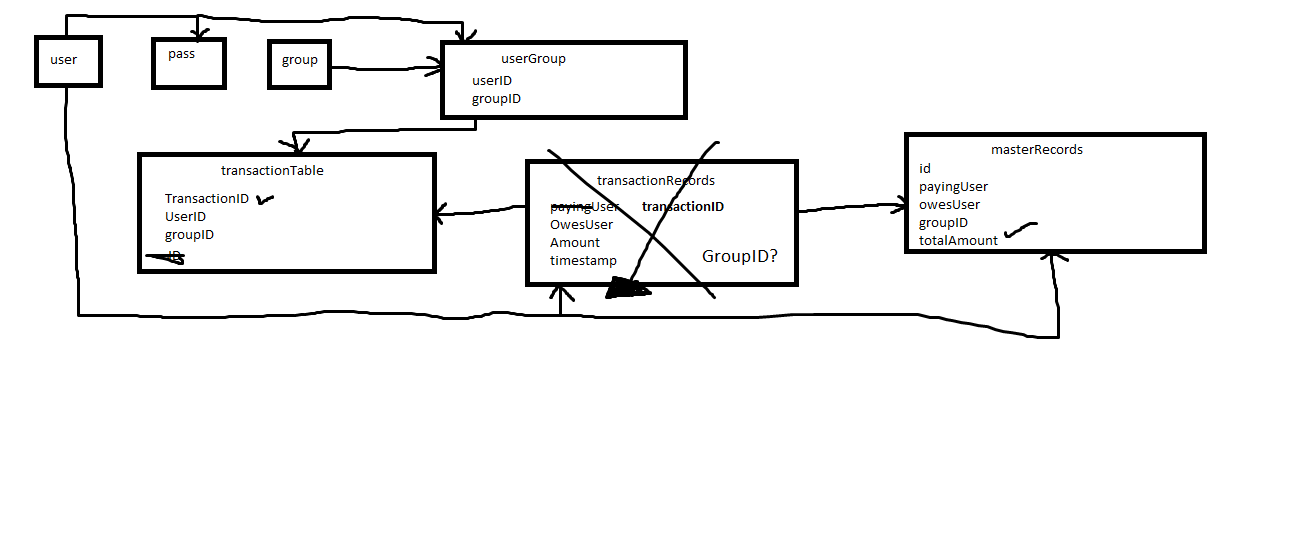 user
pass
group
userGroup
userID
groupID
transactionTable
TransactionID
UserID
groupID
ID
transactionRecords
payingUser
transactionID
OwesUser
Amount
timestamp
GroupID?
masterRecords
id
payingUser
owesUser
groupID
totalAmount